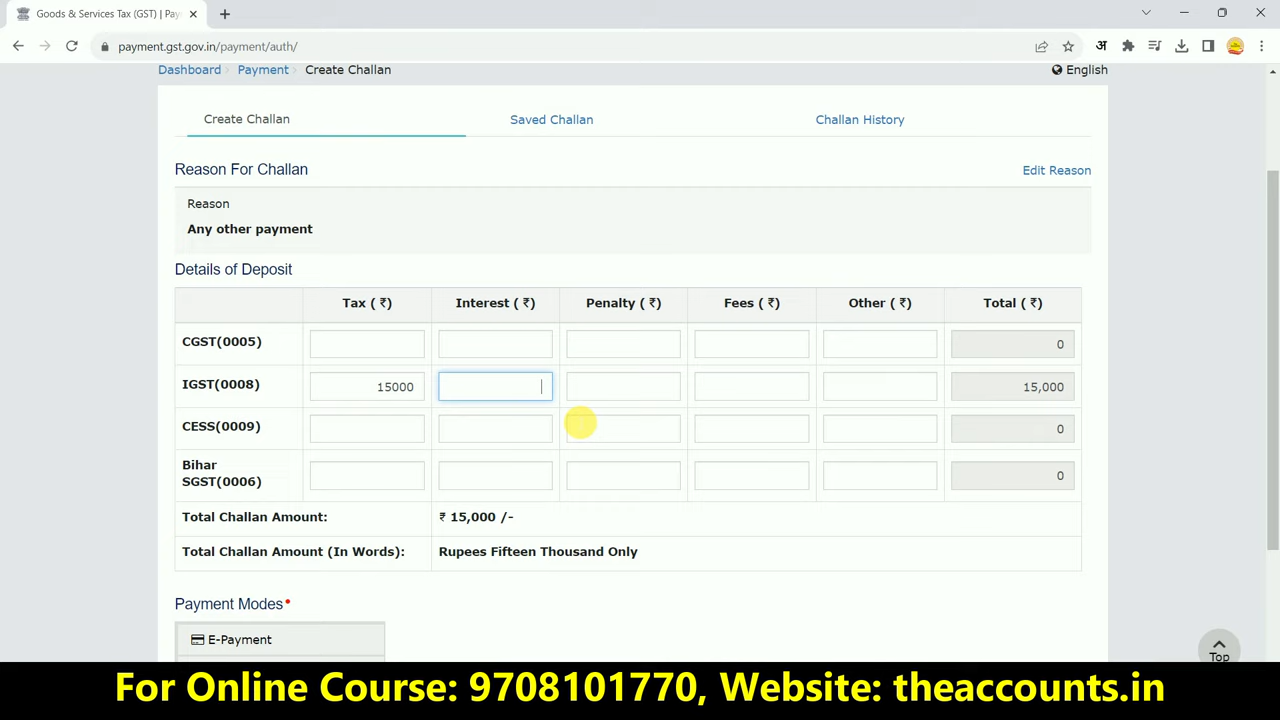 Goods & Services Tax (GST) | Pay
payment.gst.gov.in/payment/auth/
अ
Dashboard Payment Create Challan English
Create Challan Saved Challan Challan History
Reason For Challan Edit Reason
Reason
Any other payment
Details of Deposit
Tax ( ₹) Interest ( ₹) Penalty ( ₹) Fees ( ₹) Other ( ₹) Total ( ₹)
CGST(0005) 0
IGST(0008) 15000 15,000
CESS(0009) 0
Bihar
SGST(0006) 0
Total Challan Amount: ₹ 15,000 /-
Total Challan Amount (In Words): Rupees Fifteen Thousand Only
Payment Modes*
E-Payment
Top
For Online Course: 9708101770, Website: theaccounts.in